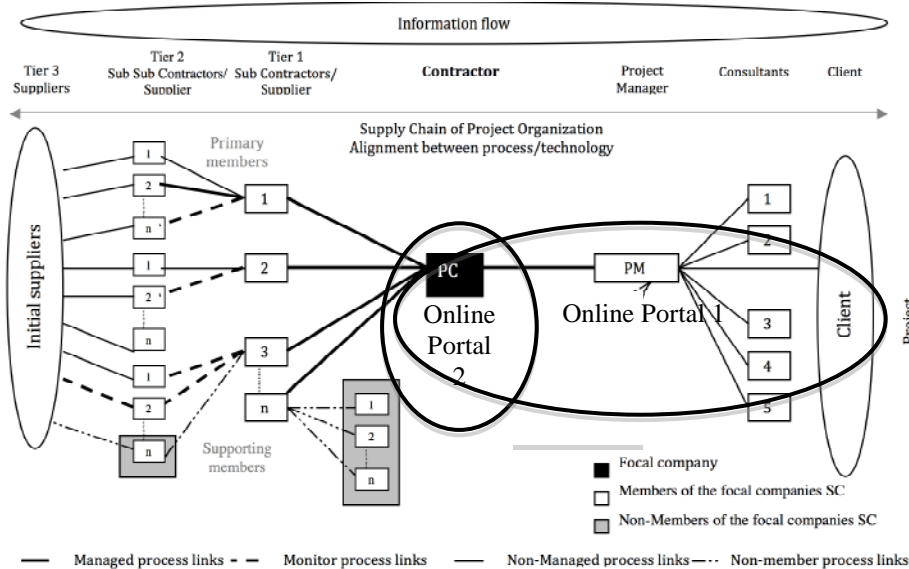 Information flow
Tier 3
Suppliers
Tier 2
Sub Sub Contractors/
Supplier
Tier 1
Sub Contractors/
Supplier
Contractor
Project
Manager
Consultants
Client
Supply Chain of Project Organization
Alignment between process/technology
Primary
members
Initial suppliers
1
2
n
1
2
n
1
2
n
1
2
3
n
1
2
n
PC
Online
Portal
2
PM
Online Portal 1
1
2
3
4
5
Client
Project
Supporting
members
Focal company
Members of the focal companies SC
Non-Members of the focal companies SC
Managed process links
Monitor process links
Non-Managed process links
Non-member process links